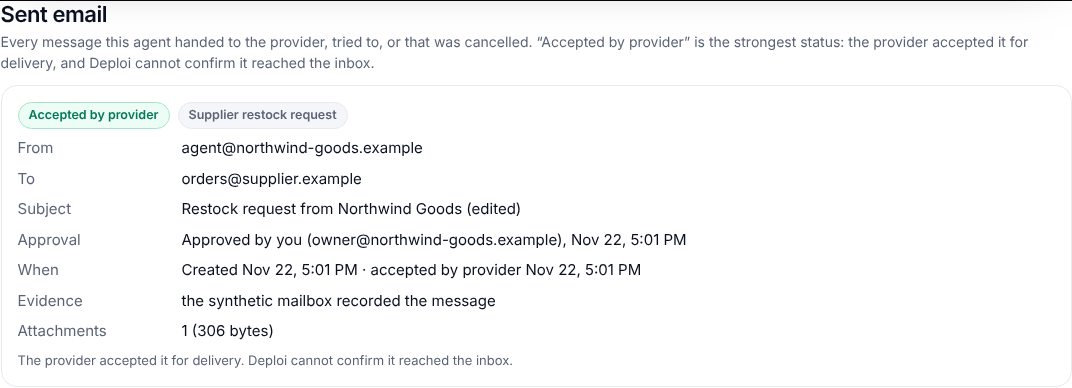 Sent email
Every message this agent handed to the provider, tried to, or that was cancelled. “Accepted by provider” is the strongest status: the provider accepted it for
delivery, and Deploi cannot confirm it reached the inbox.
Accepted by provider Supplier restock request
From agent@northwind-goods.example
To orders@supplier.example
Subject Restock request from Northwind Goods (edited)
Approval Approved by you (owner@northwind-goods.example), Nov 22, 5:01 PM
When Created Nov 22, 5:01 PM · accepted by provider Nov 22, 5:01 PM
Evidence the synthetic mailbox recorded the message
Attachments 1 (306 bytes)
The provider accepted it for delivery. Deploi cannot confirm it reached the inbox.